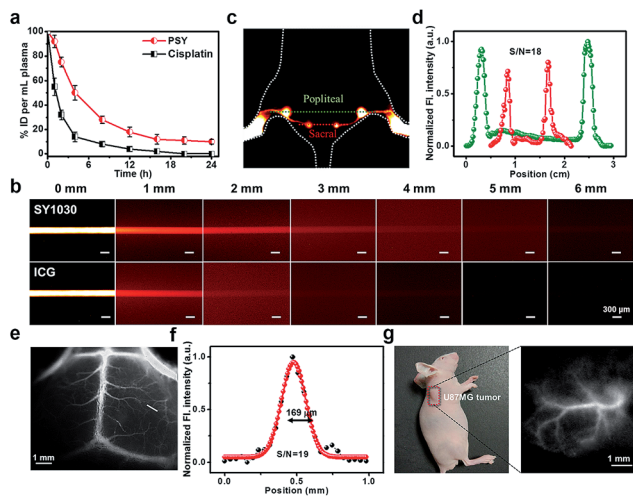 a
% ID per mL plasma
100
80
60
40
20
0
PSY
Cisplatin
0 4 8 12 16 20 24
Time (h)
c
Popliteal
Sacral
d
Normalized FL intensity (a.u.)
1.0
0.5
0.0
S/N=18
0 1 2 3
Position (cm)
b
0 mm 1 mm 2 mm 3 mm 4 mm 5 mm 6 mm
SY1030
ICG
300 µm
e
1 mm
f
Normalized FL intensity (a.u.)
1.0
0.5
0.0
169 µm
S/N=19
0.0 0.5 1.0
Position (mm)
g
U87MG tumor
1 mm